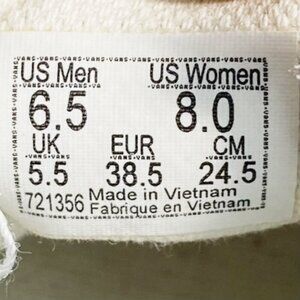 US Men US Women
6.5 8.0
UK EUR CM
5.5 38.5 24.5
721356 Made in Vietnam
Fabrique en Vietnam